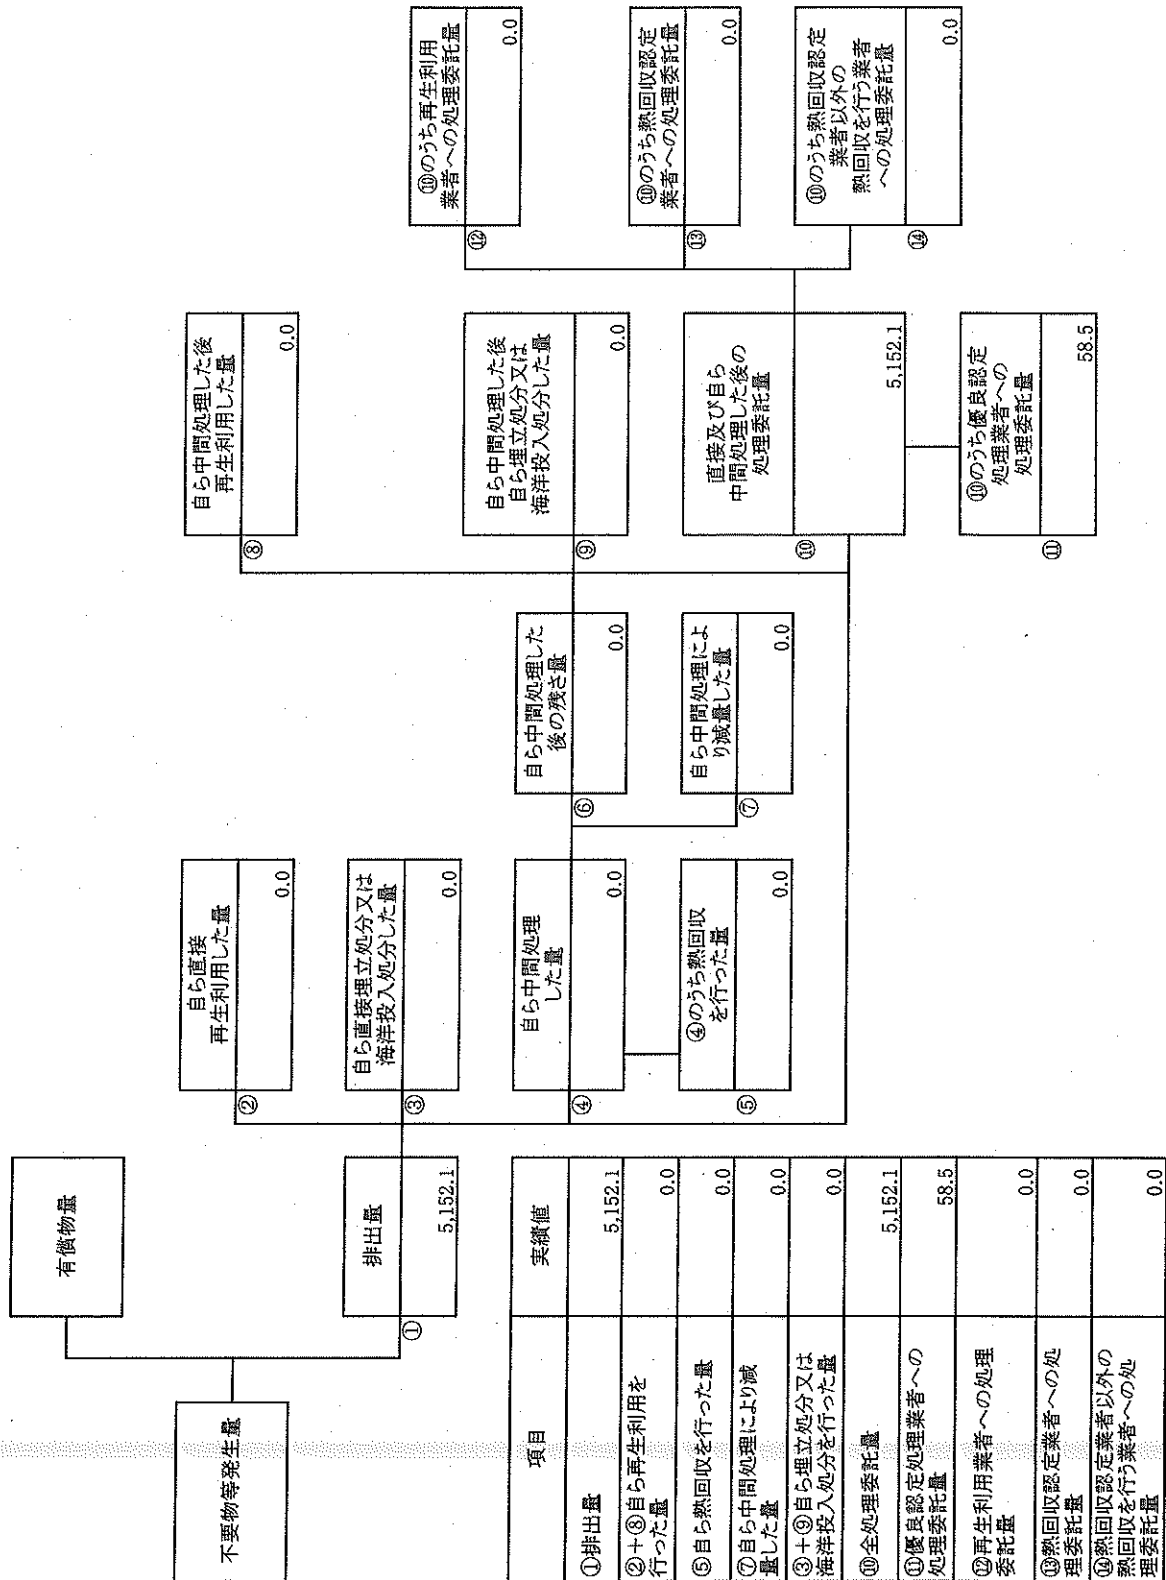 不要物等発生量
有償物量
排出量
①
5,152.1
自ら直接
再生利用した量
②
0.0
自ら直接埋立処分又は
海洋投入処分した量
③
0.0
自ら中間処理
した量
④
0.0
④のうち熱回収
を行った量
⑤
0.0
自ら中間処理した
後の残さ量
⑥
0.0
自ら中間処理によ
り減量した量
⑦
0.0
自ら中間処理した後
再生利用した量
⑧
0.0
自ら中間処理した後
自ら埋立処分又は
海洋投入処分した量
⑨
0.0
直接及び自ら
中間処理した後の
処理委託量
⑩
5,152.1
⑩のうち優良認定
処理業者への
処理委託量
⑪
58.5
⑩のうち再生利用
業者への処理委託量
⑫
0.0
⑩のうち熱回収認定
業者への処理委託量
⑬
0.0
⑩のうち熱回収認定
業者以外の
熱回収を行う業者
への処理委託量
⑭
0.0
項目 実績値
①排出量 5,152.1
②+⑧自ら再生利用を
行った量 0.0
⑤自ら熱回収を行った量 0.0
⑦自ら中間処理により減
量した量 0.0
③+⑨自ら埋立処分又は
海洋投入処分を行った量 0.0
⑩全処理委託量 5,152.1
⑪優良認定処理業者への
処理委託量 58.5
⑫再生利用業者への処理
委託量 0.0
⑬熱回収認定業者への処
理委託量 0.0
⑭熱回収認定業者以外の
熱回収を行う業者への処
理委託量 0.0